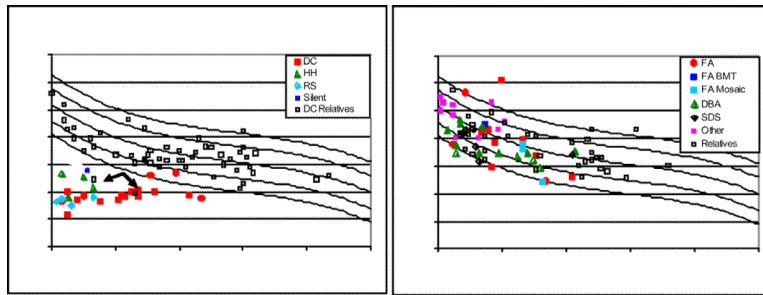 DC
HH
RS
Silent
DC Relatives
FA
FA BMT
FA Mosaic
DBA
SDS
Other
Relatives